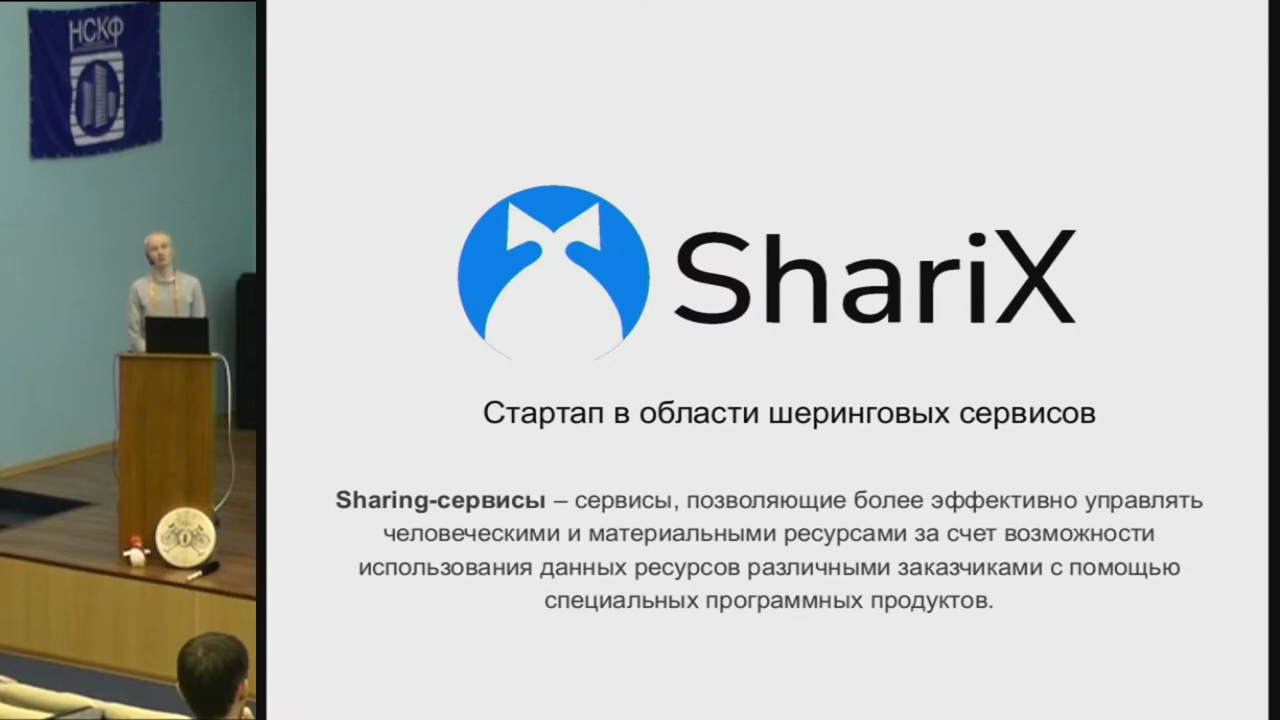 НСКФ
ShariX
Стартап в области шеринговых сервисов
Sharing-сервисы – сервисы, позволяющие более эффективно управлять
человеческими и материальными ресурсами за счет возможности
использования данных ресурсов различными заказчиками с помощью
специальных программных продуктов.